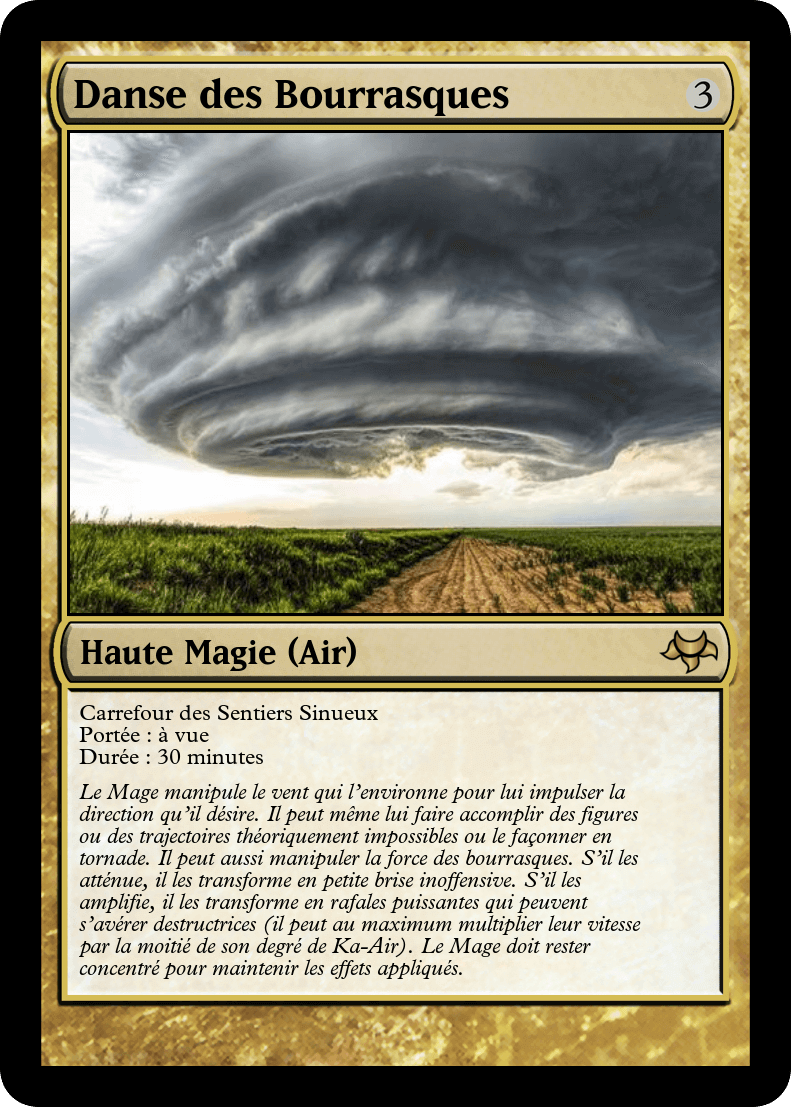 Danse des Bourrasques 3
Haute Magie (Air)
Carrefour des Sentiers Sinueux
Portée : à vue
Durée : 30 minutes
Le Mage manipule le vent qui l'environne pour lui impulser la
direction qu'il désire. Il peut même lui faire accomplir des figures
ou des trajectoires théoriquement impossibles ou le façonner en
tornade. Il peut aussi manipuler la force des bourrasques. S'il les
atténue, il les transforme en petite brise inoffensive. S'il les
amplifie, il les transforme en rafales puissantes qui peuvent
s'avérer destructrices (il peut au maximum multiplier leur vitesse
par la moitié de son degré de Ka-Air). Le Mage doit rester
concentré pour maintenir les effets appliqués.